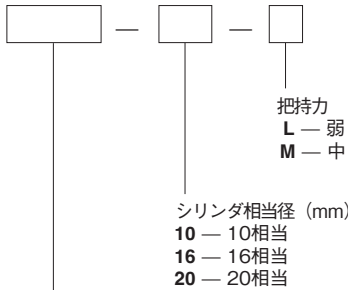 把持力
L — 弱
M — 中
シリンダ相当径（mm）
10 — 10相当
16 — 16相当
20 — 20相当